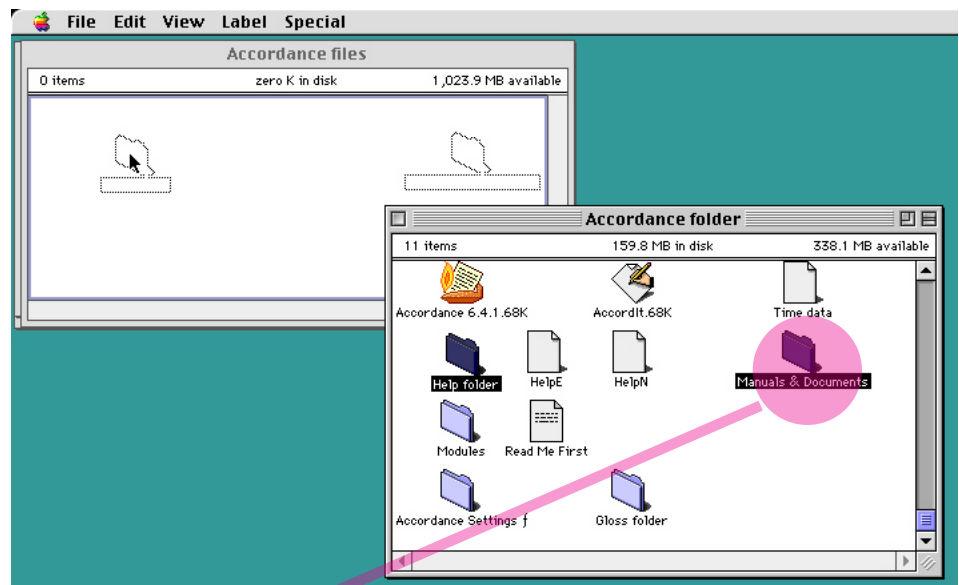 File Edit View Label Special
Accordance files
0 items zero K in disk 1,023.9 MB available
Accordance folder
11 items 159.8 MB in disk 338.1 MB available
Accordance 6.4.1.68K AccordIt.68K Time data
Help folder HelpE HelpN Manuals & Documents
Modules Read Me First
Accordance Settings ƒ Gloss folder